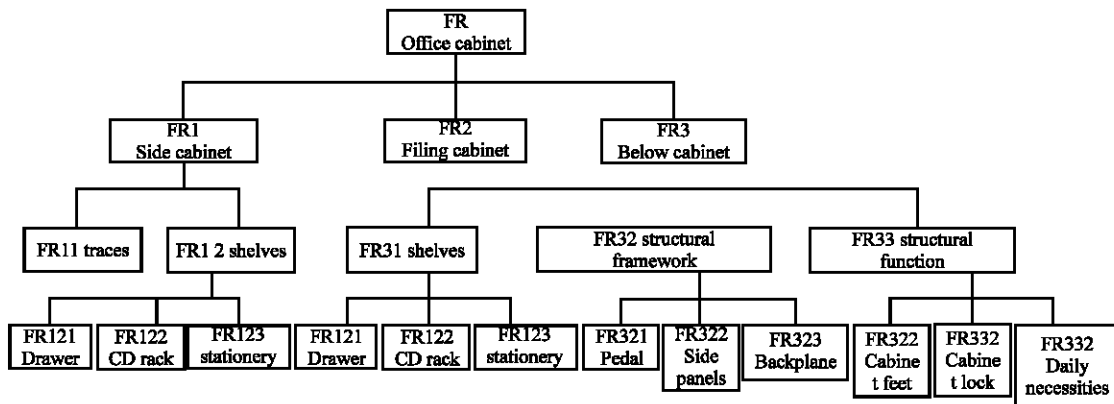 FR
Office cabinet
FR1
Side cabinet
FR2
Filing cabinet
FR3
Below cabinet
FR11 traces
FR1 2 shelves
FR31 shelves
FR32 structural
framework
FR33 structural
function
FR121
Drawer
FR122
CD rack
FR123
stationery
FR121
Drawer
FR122
CD rack
FR123
stationery
FR321
Pedal
FR322
Side
panels
FR323
Backplane
FR322
Cabine
t feet
FR332
Cabine
t lock
FR332
Daily
necessities